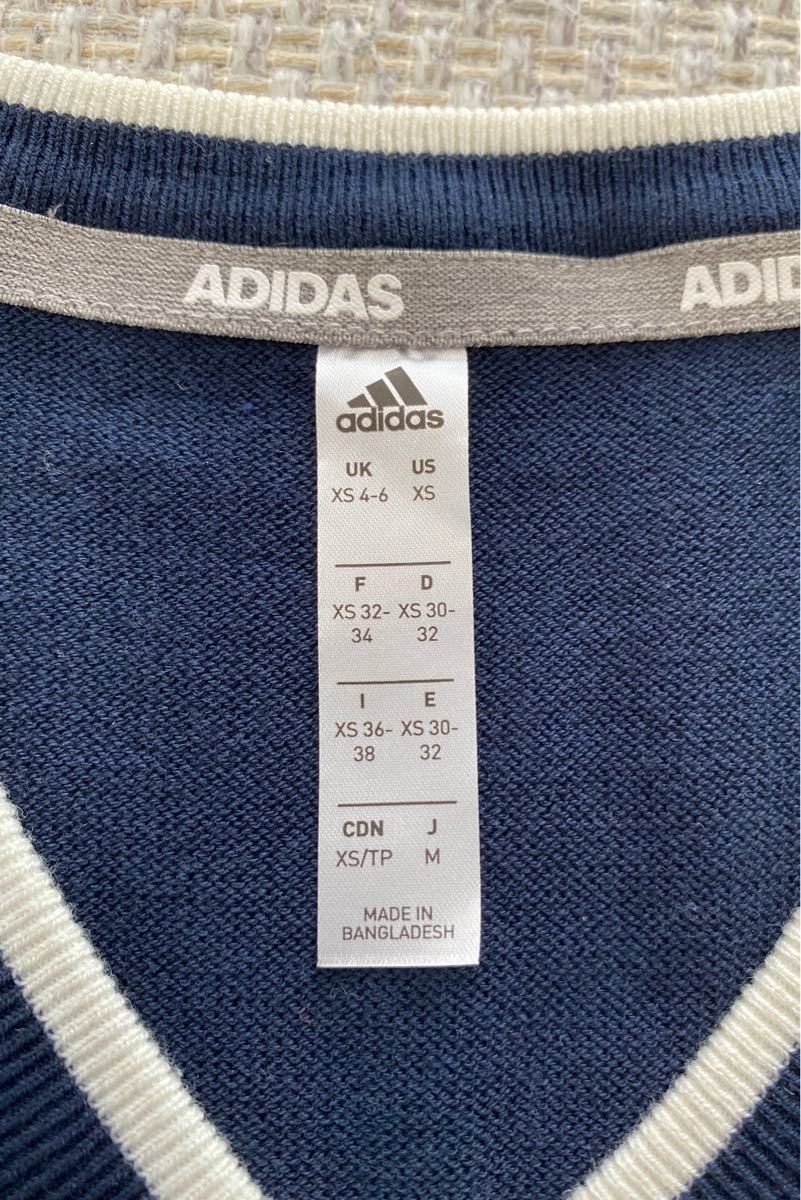 ADIDAS ADID
adidas
UK US
XS 4-6 XS
F D
XS 32- XS 30-
34 32
I E
XS 36- XS 30-
38 32
CDN J
XS/TP M
MADE IN
BANGLADESH